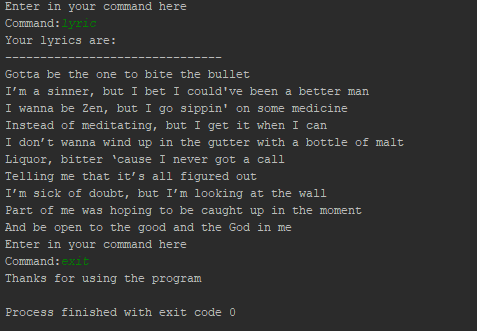 Enter in your command here
Command:lyric
Your lyrics are:
-------------------------------
Gotta be the one to bite the bullet
I’m a sinner, but I bet I could've been a better man
I wanna be Zen, but I go sippin' on some medicine
Instead of meditating, but I get it when I can
I don’t wanna wind up in the gutter with a bottle of malt
Liquor, bitter ‘cause I never got a call
Telling me that it’s all figured out
I’m sick of doubt, but I’m looking at the wall
Part of me was hoping to be caught up in the moment
And be open to the good and the God in me
Enter in your command here
Command:exit
Thanks for using the program
Process finished with exit code 0